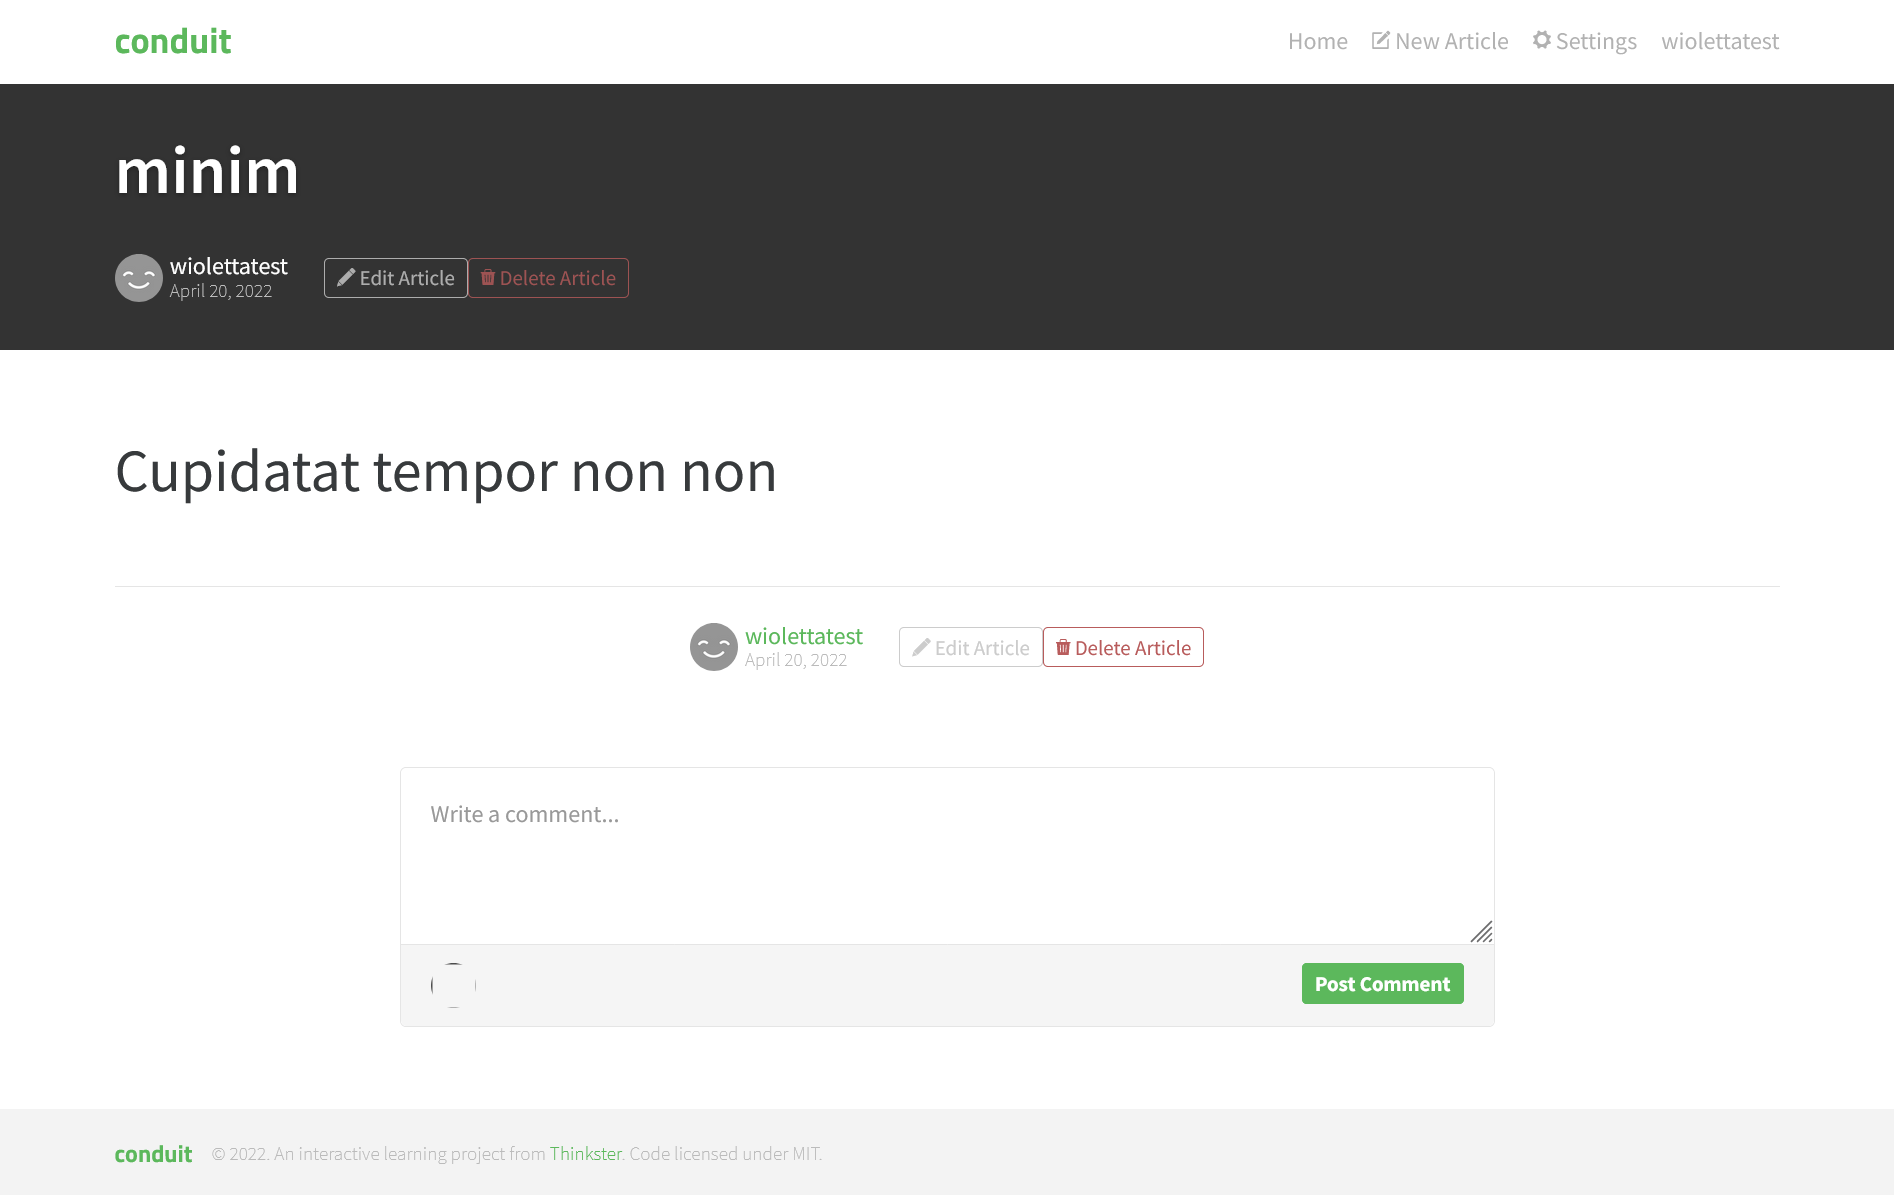 conduit
Home New Article Settings wiolettatest
minim
wiolettatest
April 20, 2022
Edit Article Delete Article
Cupidatat tempor non non
wiolettatest
April 20, 2022
Edit Article Delete Article
Write a comment...
Post Comment
conduit © 2022. An interactive learning project from Thinkster. Code licensed under MIT.